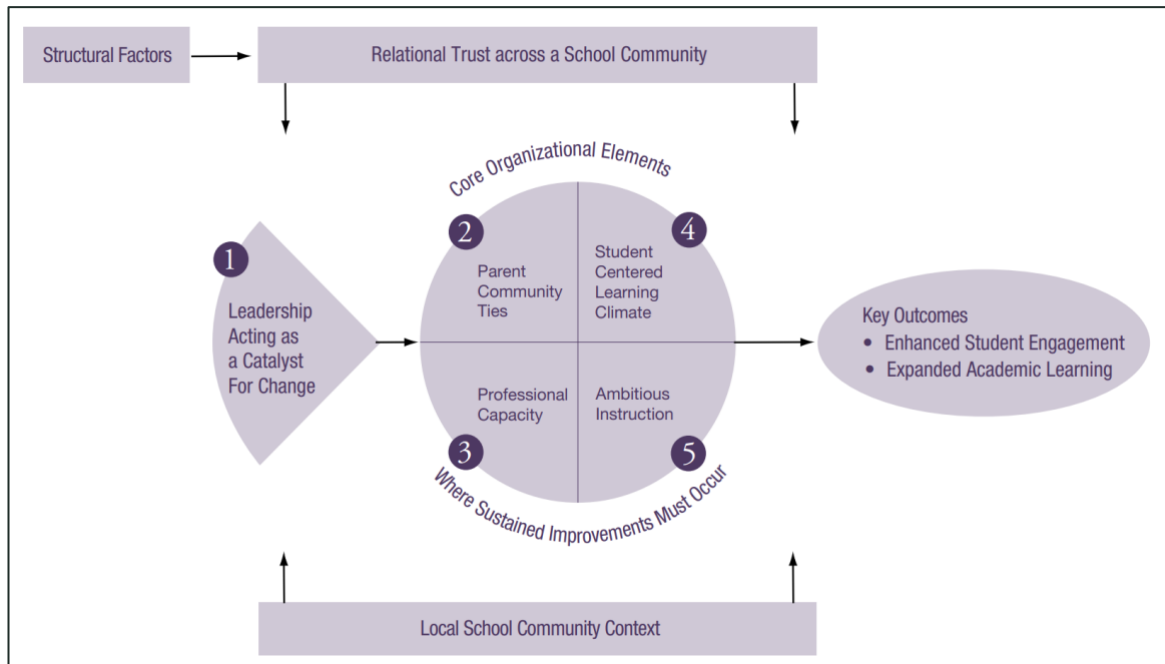 Structural Factors
Relational Trust across a School Community
Core Organizational Elements
1
Leadership
Acting as
a Catalyst
For Change
2
Parent
Community
Ties
4
Student
Centered
Learning
Climate
3
Professional
Capacity
5
Ambitious
Instruction
Where Sustained Improvements Must Occur
Key Outcomes
• Enhanced Student Engagement
• Expanded Academic Learning
Local School Community Context